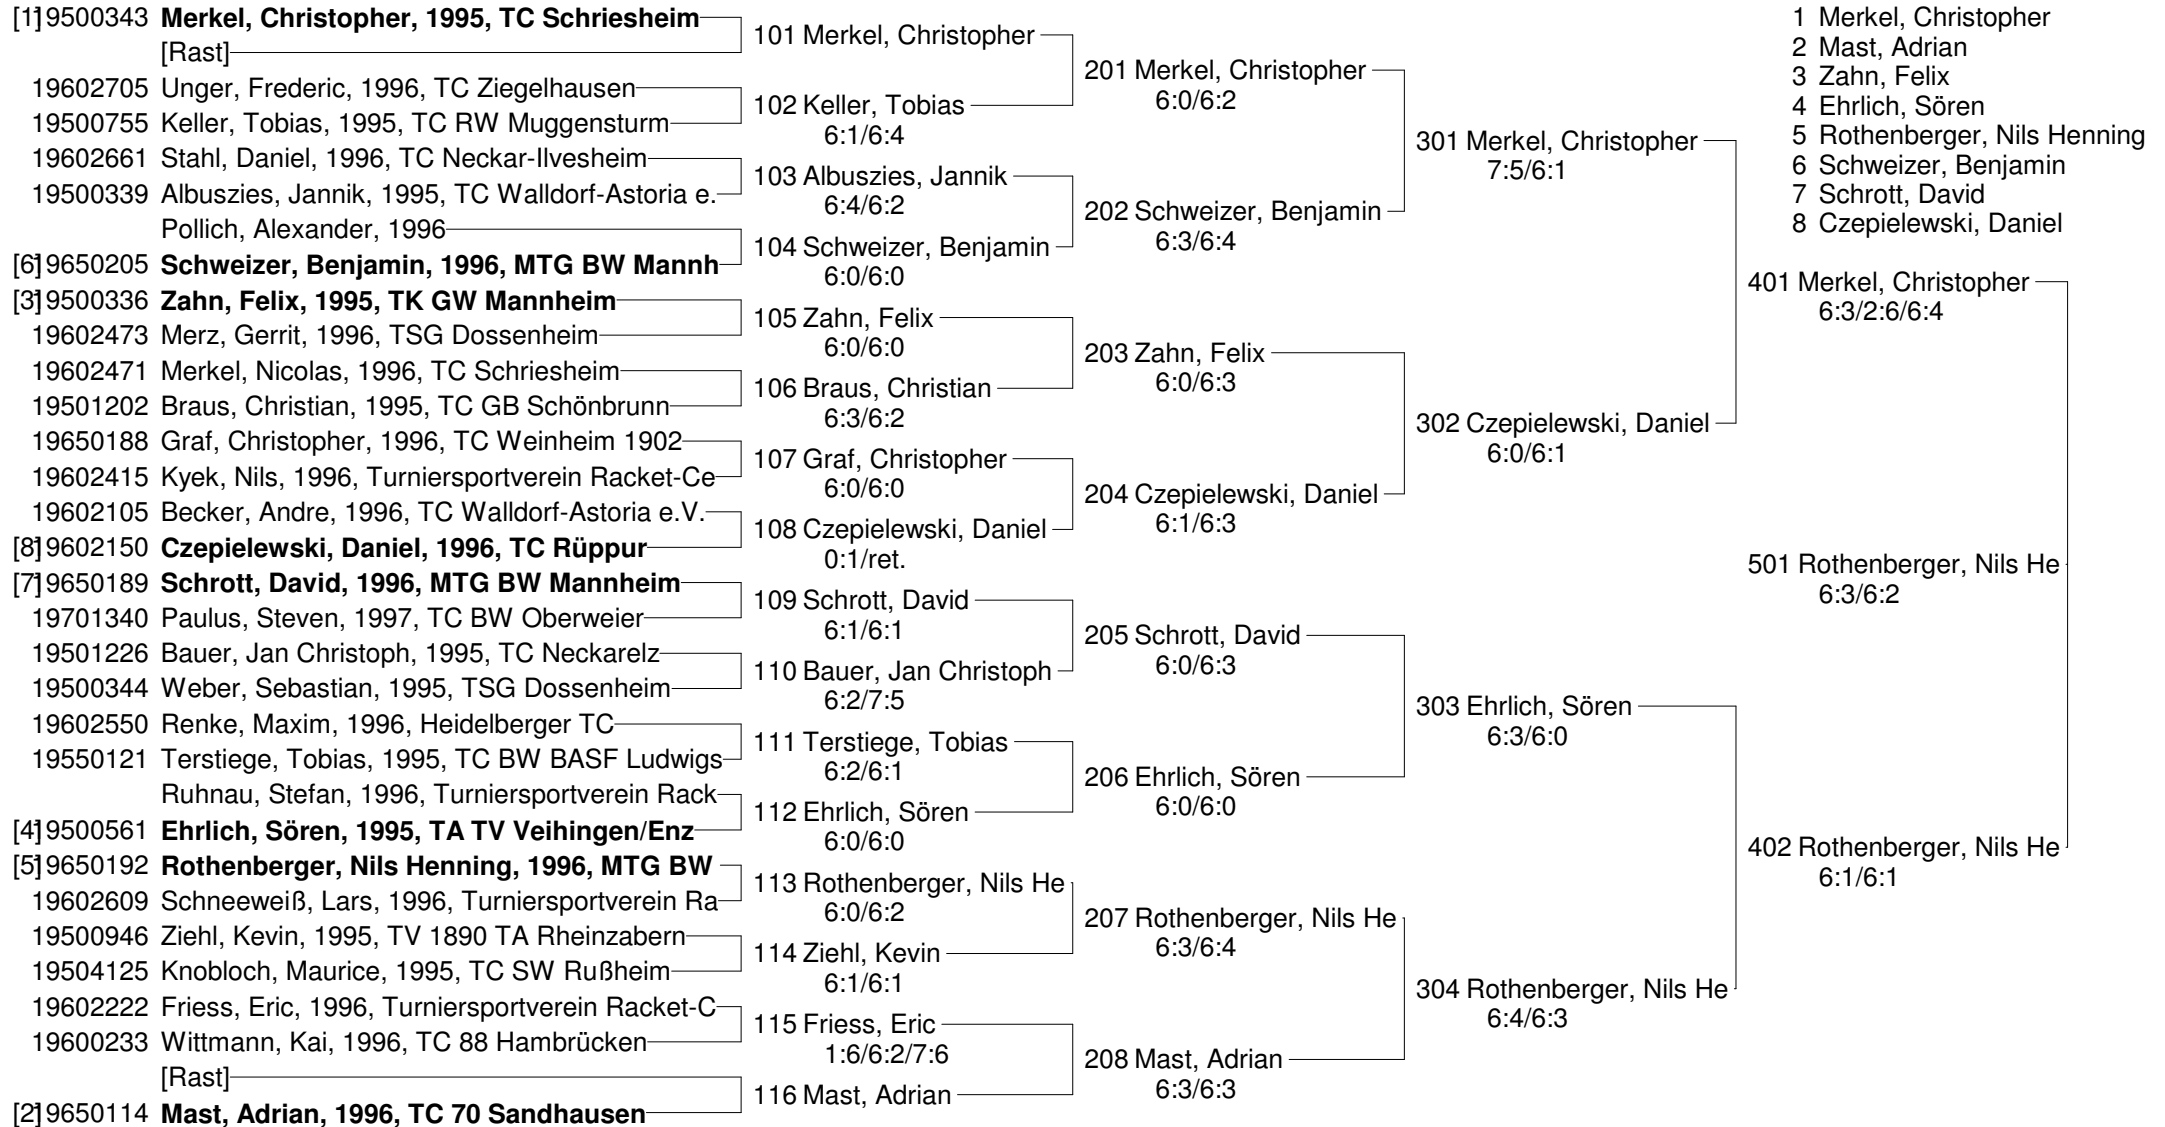 [1]19500343 Merkel, Christopher, 1995, TC Schriesheim
[Rast]
19602705 Unger, Frederic, 1996, TC Ziegelhausen
19500755 Keller, Tobias, 1995, TC RW Muggensturm
19602661 Stahl, Daniel, 1996, TC Neckar-Ilvesheim
19500339 Albuszies, Jannik, 1995, TC Walldorf-Astoria e.
Pollich, Alexander, 1996
[6]19650205 Schweizer, Benjamin, 1996, MTG BW Mannh
[3]19500336 Zahn, Felix, 1995, TK GW Mannheim
19602473 Merz, Gerrit, 1996, TSG Dossenheim
19602471 Merkel, Nicolas, 1996, TC Schriesheim
19501202 Braus, Christian, 1995, TC GB Schönbrunn
19650188 Graf, Christopher, 1996, TC Weinheim 1902
19602415 Kyek, Nils, 1996, Turniersportverein Racket-Ce
19602105 Becker, Andre, 1996, TC Walldorf-Astoria e.V.
[8]19602150 Czepielewski, Daniel, 1996, TC Rüppur
[7]19650189 Schrott, David, 1996, MTG BW Mannheim
19701340 Paulus, Steven, 1997, TC BW Oberweier
19501226 Bauer, Jan Christoph, 1995, TC Neckarelz
19500344 Weber, Sebastian, 1995, TSG Dossenheim
19602550 Renke, Maxim, 1996, Heidelberger TC
19550121 Terstiege, Tobias, 1995, TC BW BASF Ludwigs
Ruhnau, Stefan, 1996, Turniersportverein Rack
[4]19500561 Ehrlich, Sören, 1995, TA TV Veihingen/Enz
[5]19650192 Rothenberger, Nils Henning, 1996, MTG BW
19602609 Schneeweiß, Lars, 1996, Turniersportverein Ra
19500946 Ziehl, Kevin, 1995, TV 1890 TA Rheinzabern
19504125 Knobloch, Maurice, 1995, TC SW Rußheim
19602222 Friess, Eric, 1996, Turniersportverein Racket-C
19600233 Wittmann, Kai, 1996, TC 88 Hambrücken
[Rast]
[2]19650114 Mast, Adrian, 1996, TC 70 Sandhausen
101 Merkel, Christopher
102 Keller, Tobias
6:1/6:4
103 Albuszies, Jannik
6:4/6:2
104 Schweizer, Benjamin
6:0/6:0
105 Zahn, Felix
6:0/6:0
106 Braus, Christian
6:3/6:2
107 Graf, Christopher
6:0/6:0
108 Czepielewski, Daniel
0:1/ret.
109 Schrott, David
6:1/6:1
110 Bauer, Jan Christoph
6:2/7:5
111 Terstiege, Tobias
6:2/6:1
112 Ehrlich, Sören
6:0/6:0
113 Rothenberger, Nils He
6:0/6:2
114 Ziehl, Kevin
6:1/6:1
115 Friess, Eric
1:6/6:2/7:6
116 Mast, Adrian
201 Merkel, Christopher
6:0/6:2
202 Schweizer, Benjamin
6:3/6:4
203 Zahn, Felix
6:0/6:3
204 Czepielewski, Daniel
6:1/6:3
205 Schrott, David
6:0/6:3
206 Ehrlich, Sören
6:0/6:0
207 Rothenberger, Nils He
6:3/6:4
208 Mast, Adrian
6:3/6:3
301 Merkel, Christopher
7:5/6:1
302 Czepielewski, Daniel
6:0/6:1
303 Ehrlich, Sören
6:3/6:0
304 Rothenberger, Nils He
6:4/6:3
401 Merkel, Christopher
6:3/2:6/6:4
402 Rothenberger, Nils He
6:1/6:1
501 Rothenberger, Nils He
6:3/6:2
1 Merkel, Christopher
2 Mast, Adrian
3 Zahn, Felix
4 Ehrlich, Sören
5 Rothenberger, Nils Henning
6 Schweizer, Benjamin
7 Schrott, David
8 Czepielewski, Daniel